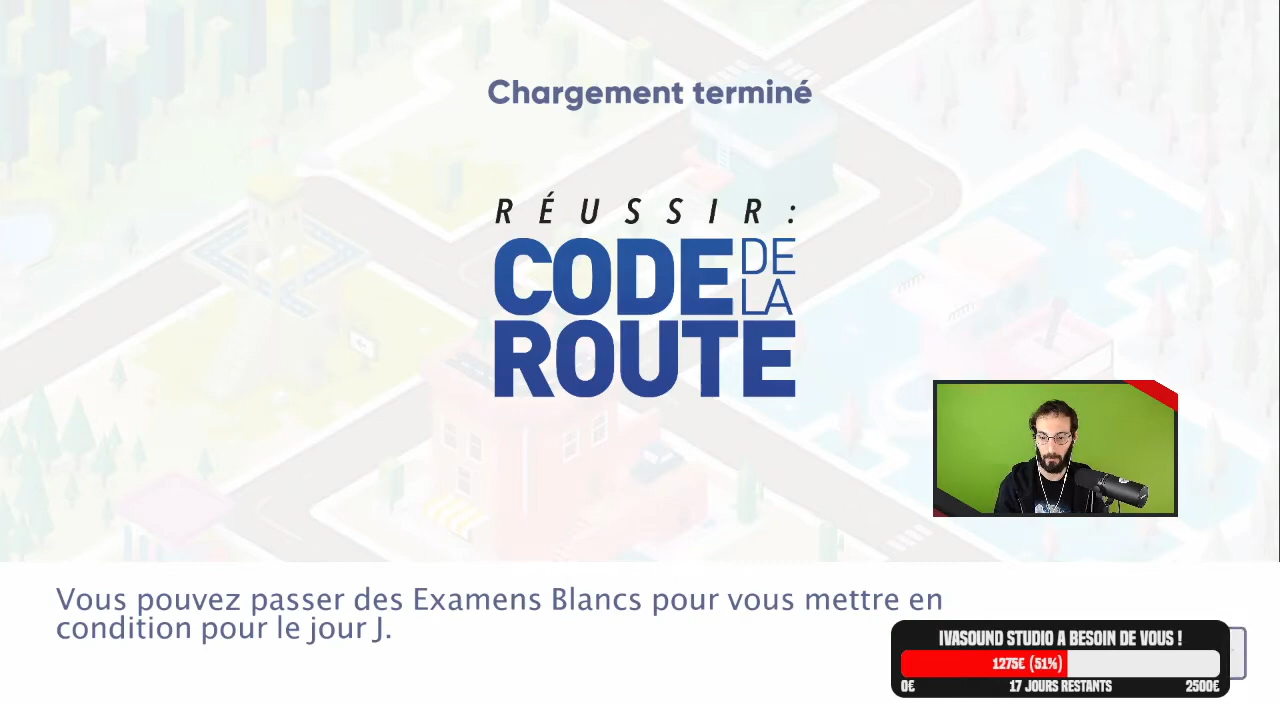 Chargement terminé
RÉUSSIR:
CODE DE LA
ROUTE
Vous pouvez passer des Examens Blancs pour vous mettre en
condition pour le jour J.
IVASOUND STUDIO A BESOIN DE VOUS !
1275€ (51%)
0€ 17 JOURS RESTANTS 2500€